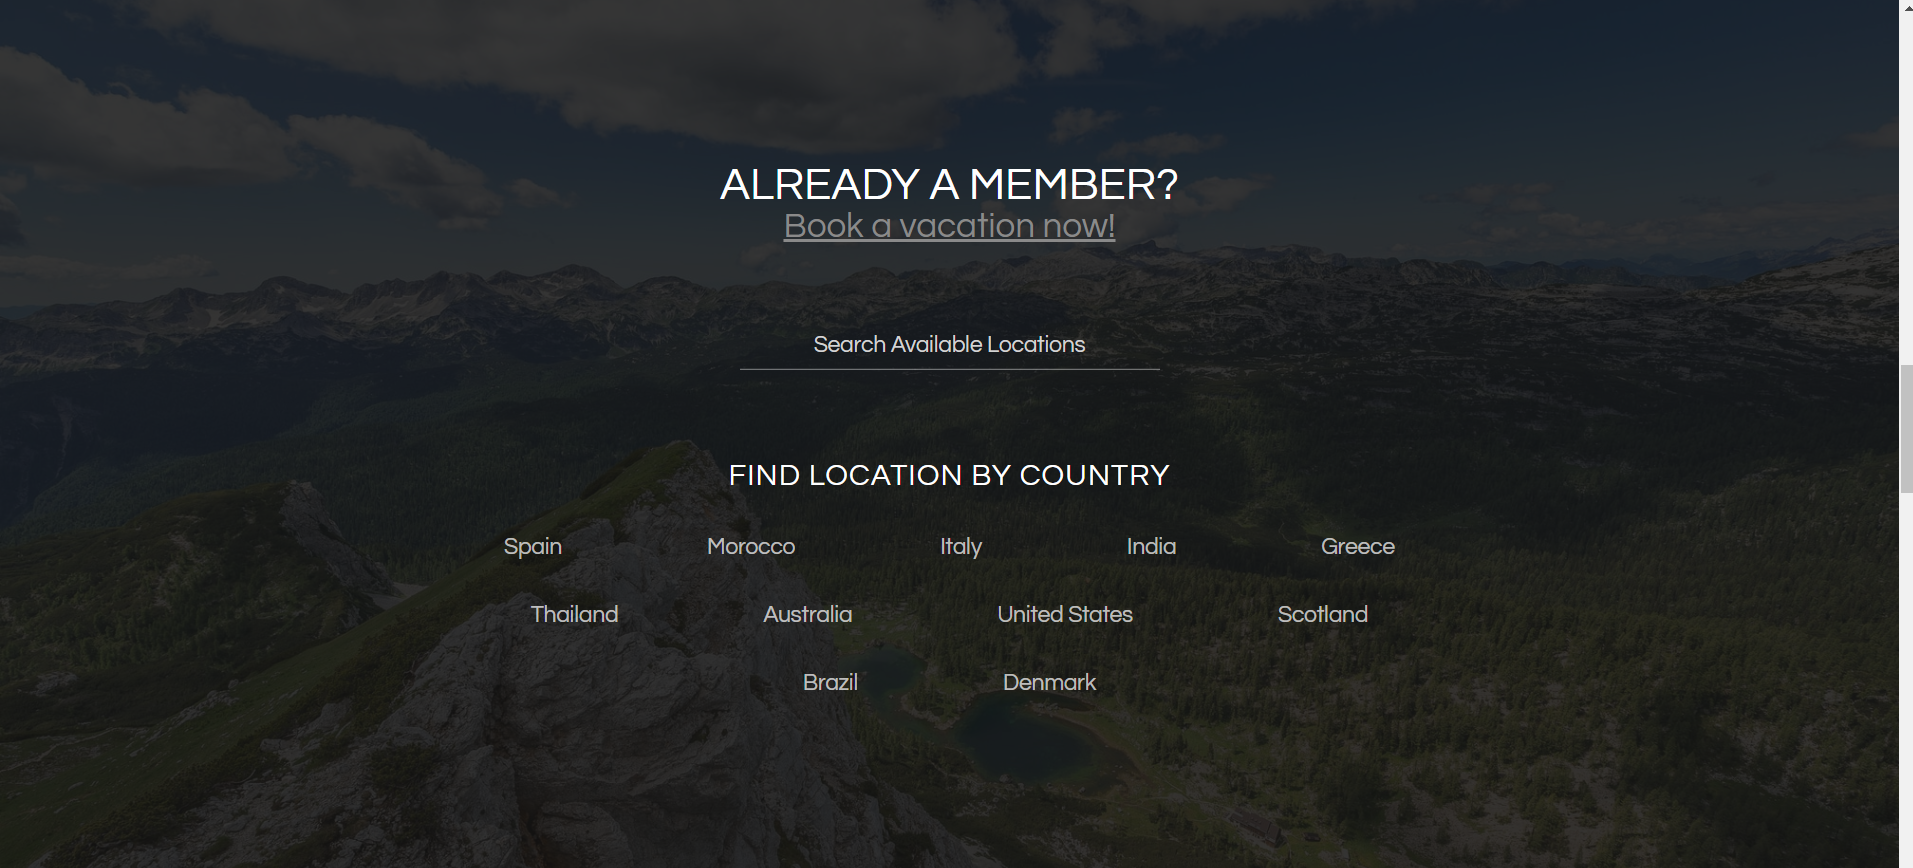 ALREADY A MEMBER?
Book a vacation now!
Search Available Locations
FIND LOCATION BY COUNTRY
Spain Morocco Italy India Greece
Thailand Australia United States Scotland
Brazil Denmark